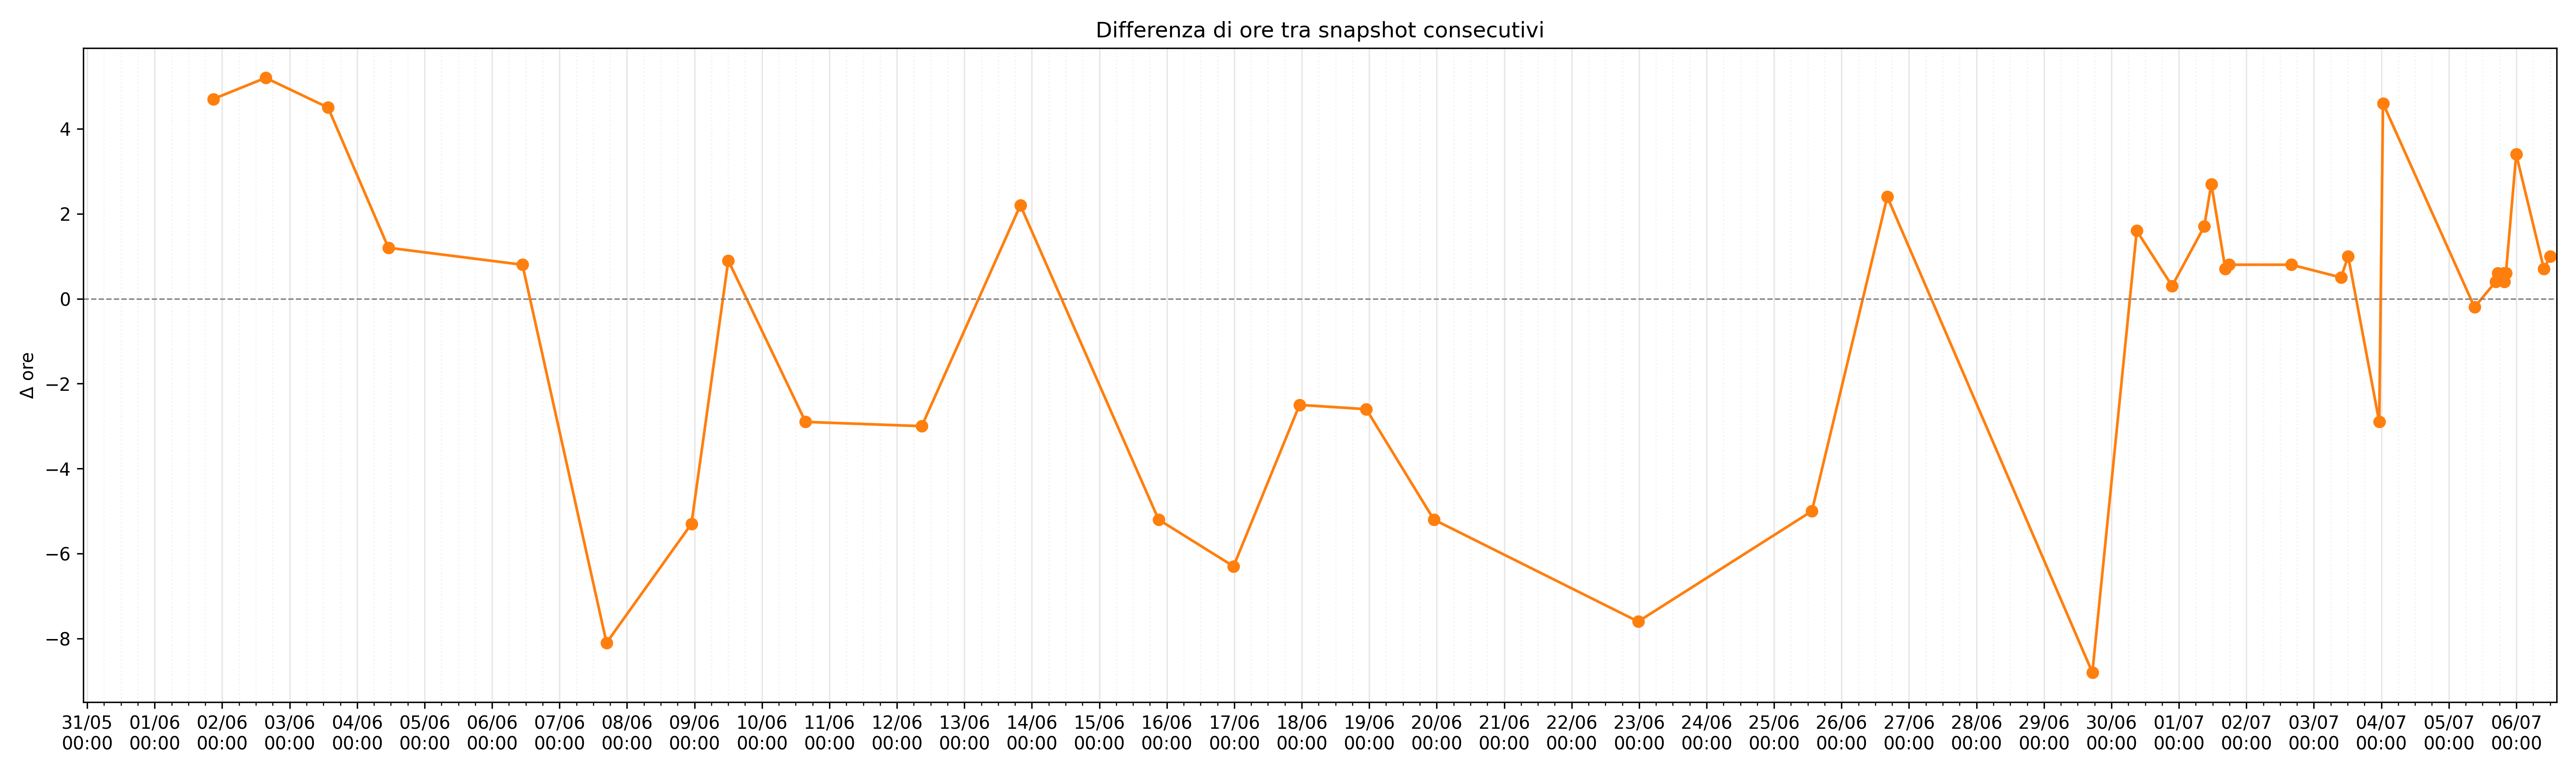 Differenza di ore tra snapshot consecutivi
Δ ore
4
2
0
−2
−4
−6
−8
31/05 01/06 02/06 03/06 04/06 05/06 06/06 07/06 08/06 09/06 10/06 11/06 12/06 13/06 14/06 15/06 16/06 17/06 18/06 19/06 20/06 21/06 22/06 23/06 24/06 25/06 26/06 27/06 28/06 29/06 30/06 01/07 02/07 03/07 04/07 05/07 06/07
00:00 00:00 00:00 00:00 00:00 00:00 00:00 00:00 00:00 00:00 00:00 00:00 00:00 00:00 00:00 00:00 00:00 00:00 00:00 00:00 00:00 00:00 00:00 00:00 00:00 00:00 00:00 00:00 00:00 00:00 00:00 00:00 00:00 00:00 00:00 00:00 00:00